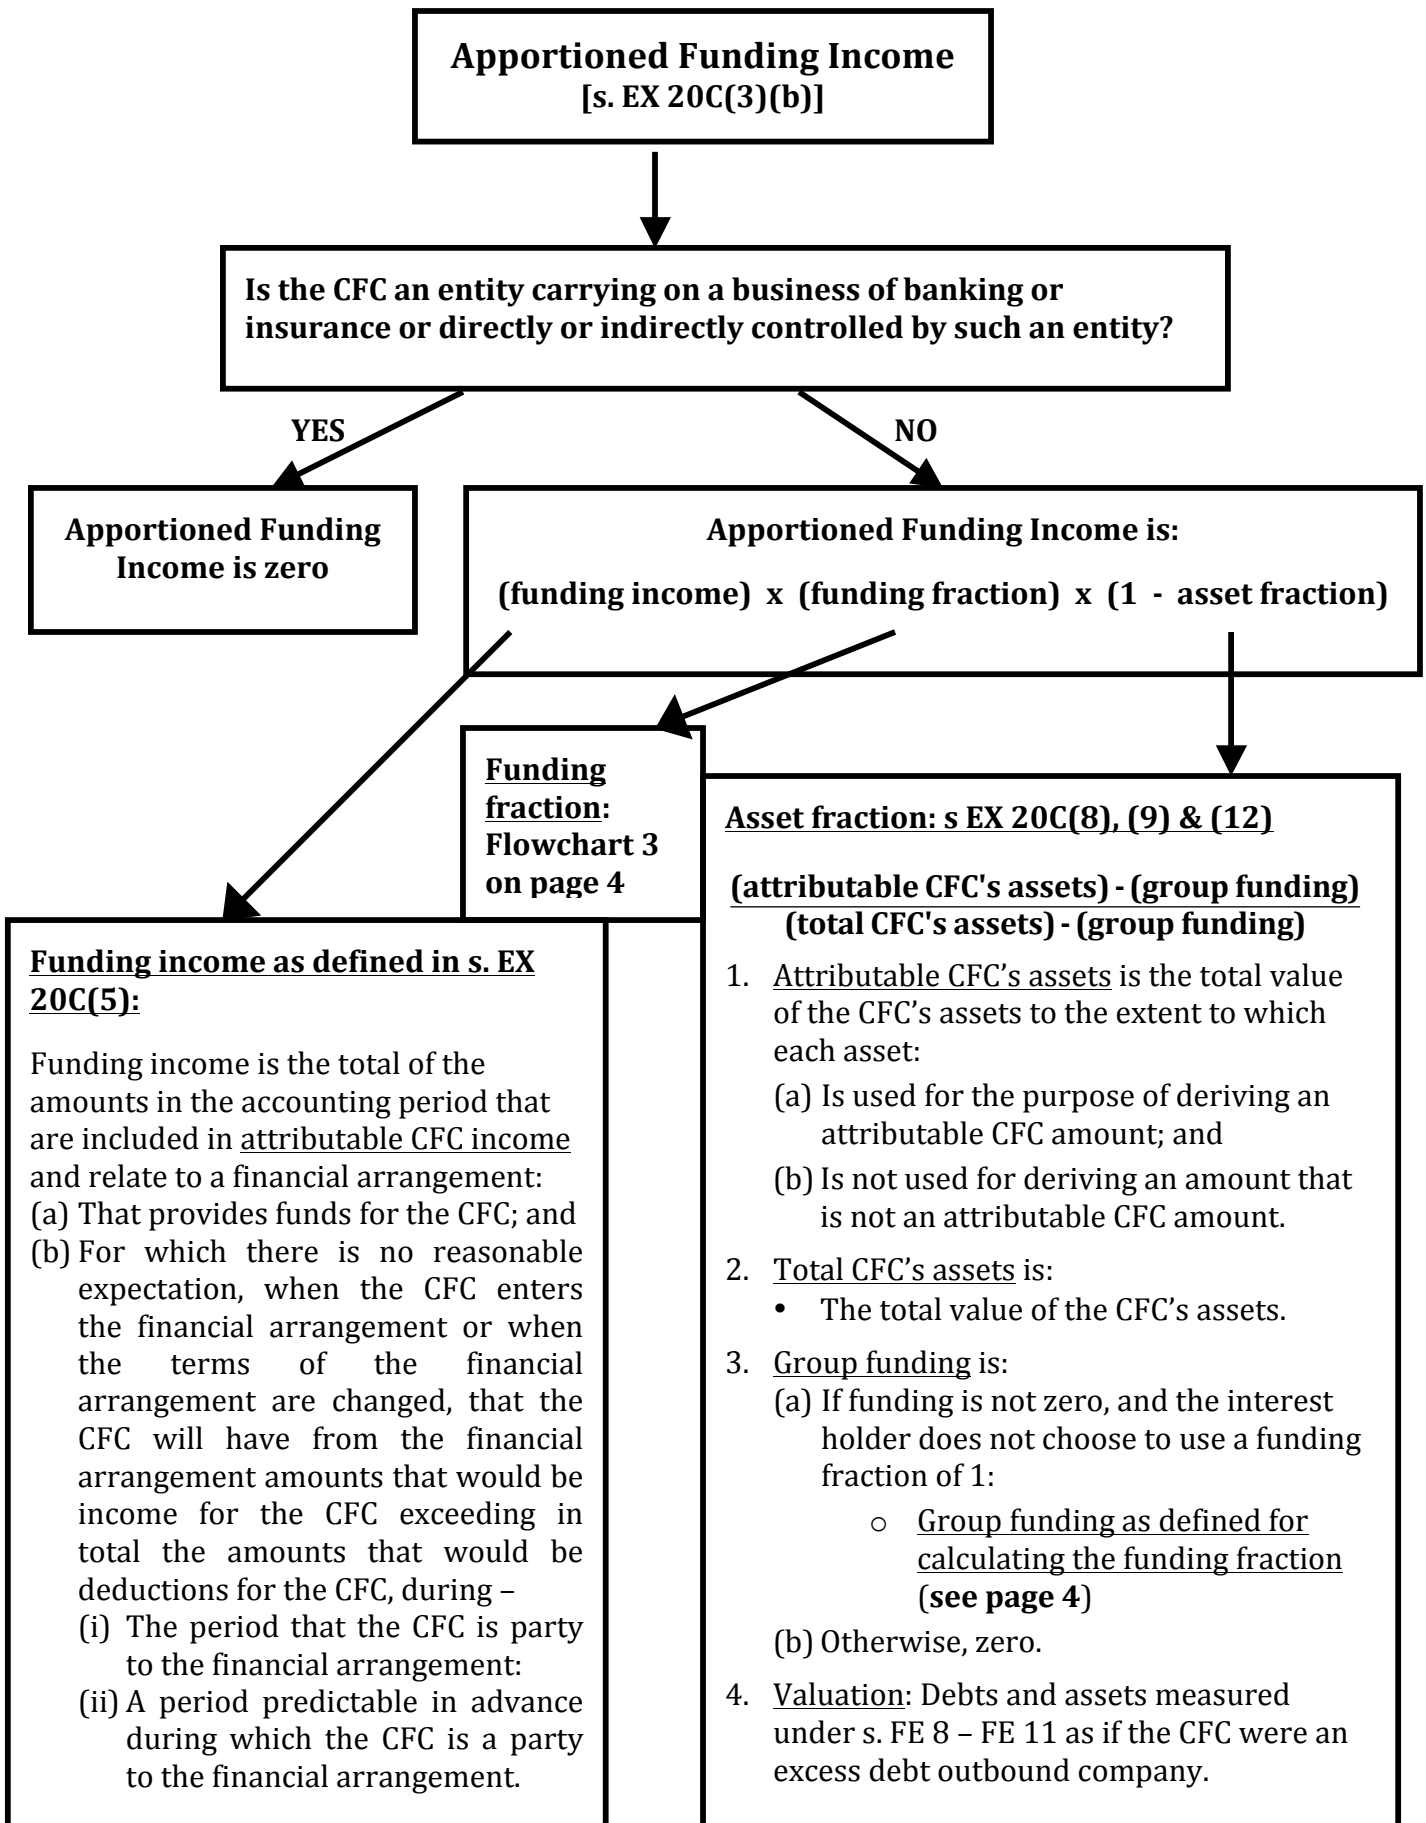 Apportioned Funding Income
[s. EX 20C(3)(b)]
Is the CFC an entity carrying on a business of banking or
insurance or directly or indirectly controlled by such an entity?
YES
NO
Apportioned Funding
Income is zero
Apportioned Funding Income is:
(funding income) x (funding fraction) x (1 - asset fraction)
Funding
fraction:
Flowchart 3
on page 4
Funding income as defined in s. EX
20C(5):
Funding income is the total of the
amounts in the accounting period that
are included in attributable CFC income
and relate to a financial arrangement:
(a) That provides funds for the CFC; and
(b) For which there is no reasonable
expectation, when the CFC enters
the financial arrangement or when
the terms of the financial
arrangement are changed, that the
CFC will have from the financial
arrangement amounts that would be
income for the CFC exceeding in
total the amounts that would be
deductions for the CFC, during –
(i) The period that the CFC is party
to the financial arrangement:
(ii) A period predictable in advance
during which the CFC is a party
to the financial arrangement.
Asset fraction: s EX 20C(8), (9) & (12)
(attributable CFC's assets) - (group funding)
(total CFC's assets) - (group funding)
1. Attributable CFC’s assets is the total value
of the CFC’s assets to the extent to which
each asset:
(a) Is used for the purpose of deriving an
attributable CFC amount; and
(b) Is not used for deriving an amount that
is not an attributable CFC amount.
2. Total CFC’s assets is:
• The total value of the CFC’s assets.
3. Group funding is:
(a) If funding is not zero, and the interest
holder does not choose to use a funding
fraction of 1:
○ Group funding as defined for
calculating the funding fraction
(see page 4)
(b) Otherwise, zero.
4. Valuation: Debts and assets measured
under s. FE 8 – FE 11 as if the CFC were an
excess debt outbound company.